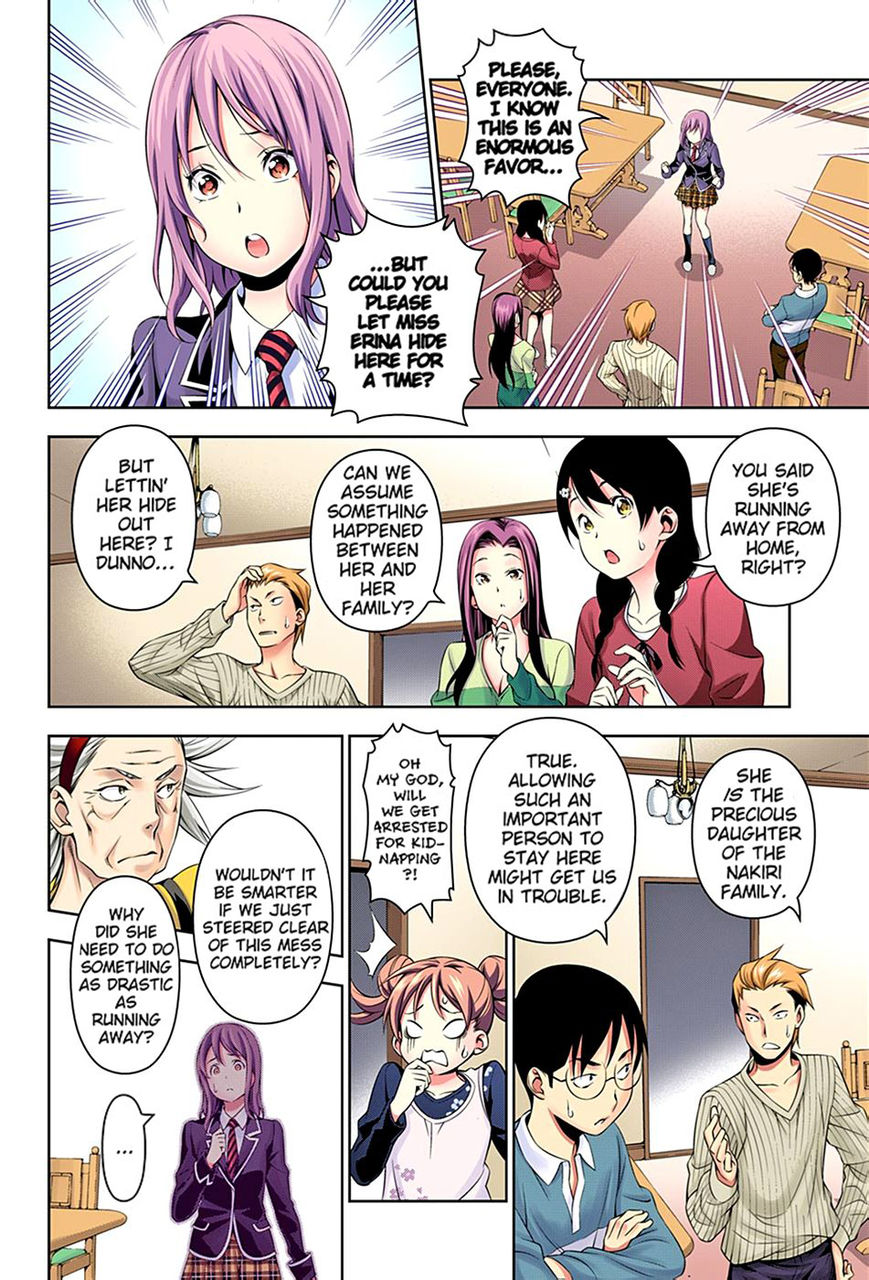 PLEASE,
EVERYONE.
I KNOW
THIS IS AN
ENORMOUS
FAVOR...
...BUT
COULD YOU
PLEASE
LET MISS
ERINA HIDE
HERE FOR
A TIME?
YOU SAID
SHE'S
RUNNING
AWAY FROM
HOME,
RIGHT?
CAN WE
ASSUME
SOMETHING
HAPPENED
BETWEEN
HER AND
HER
FAMILY?
BUT
LETTIN'
HER HIDE
OUT
HERE? I
DUNNO...
SHE
IS THE
PRECIOUS
DAUGHTER
OF THE
NAKIRI
FAMILY.
TRUE.
ALLOWING
SUCH AN
IMPORTANT
PERSON TO
STAY HERE
MIGHT GET US
IN TROUBLE.
OH
MY GOD,
WILL
WE GET
ARRESTED
FOR KID-
NAPPING
?!
WOULDN'T IT
BE SMARTER
IF WE JUST
STEERED CLEAR
OF THIS MESS
COMPLETELY?
WHY
DID SHE
NEED TO DO
SOMETHING
AS DRASTIC
AS
RUNNING
AWAY?
...